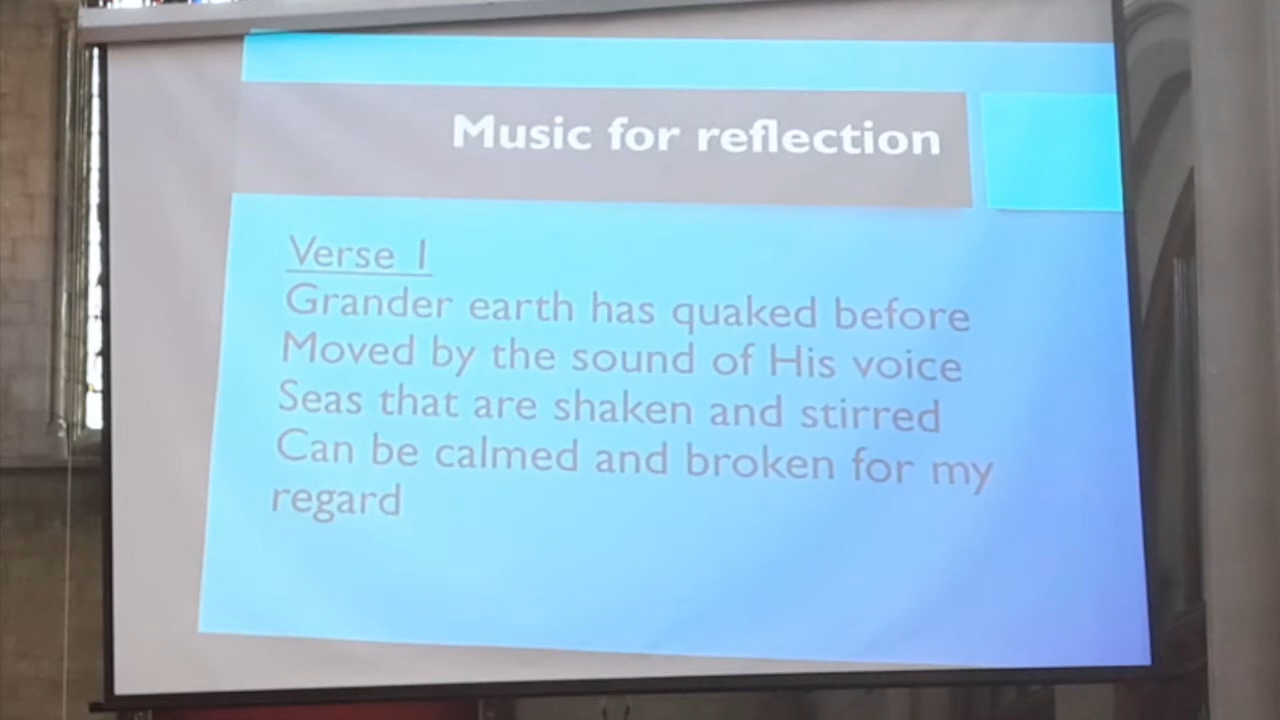 Music for reflection
Verse 1
Grander earth has quaked before
Moved by the sound of His voice
Seas that are shaken and stirred
Can be calmed and broken for my
regard